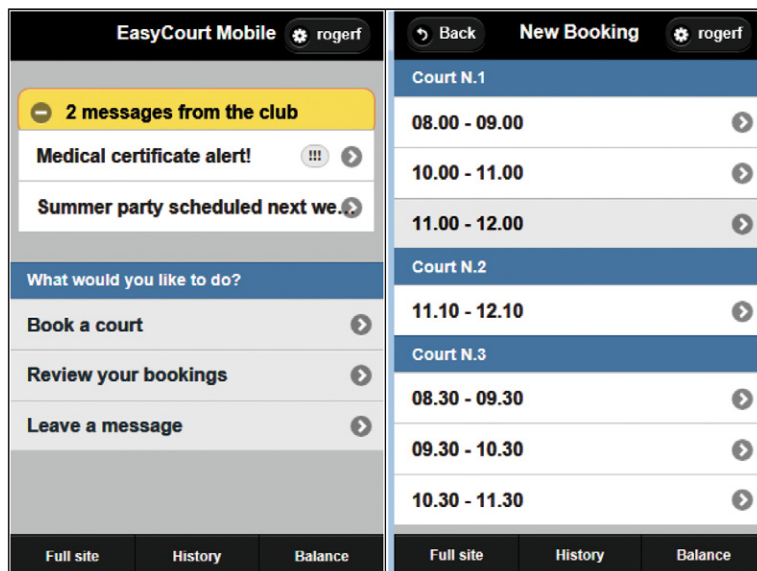 EasyCourt Mobile
rogerf
2 messages from the club
Medical certificate alert!
!!!
Summer party scheduled next we...
What would you like to do?
Book a court
Review your bookings
Leave a message
Full site
History
Balance
Back
New Booking
rogerf
Court N.1
08.00 - 09.00
10.00 - 11.00
11.00 - 12.00
Court N.2
11.10 - 12.10
Court N.3
08.30 - 09.30
09.30 - 10.30
10.30 - 11.30
Full site
History
Balance